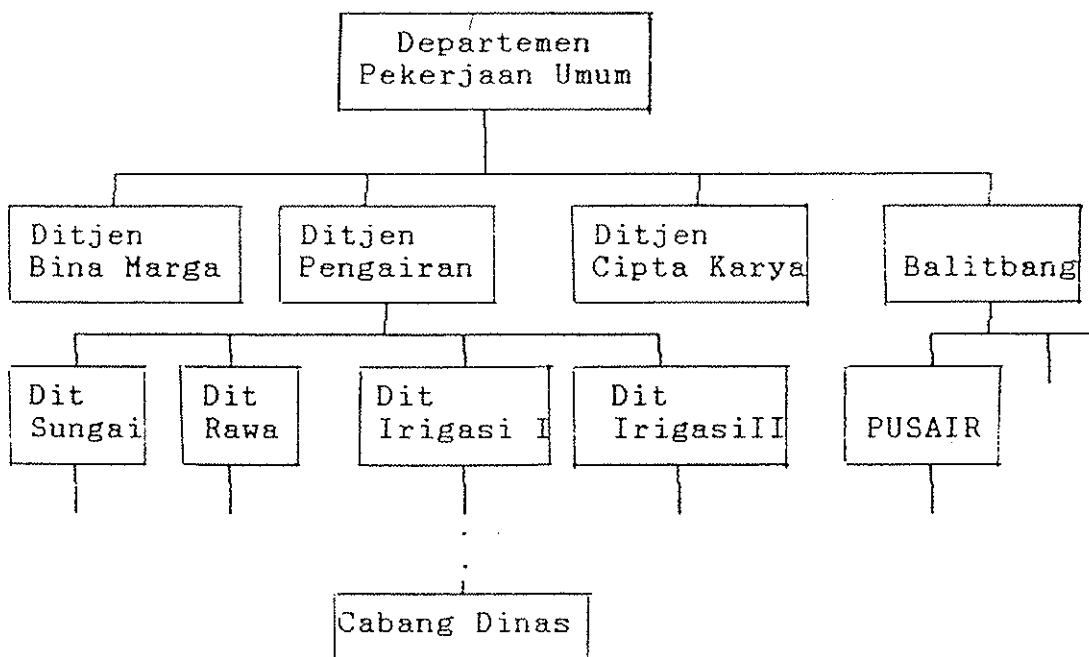 Departemen
Pekerjaan Umum
Ditjen
Bina Marga
Ditjen
Pengairan
Ditjen
Cipta Karya
Balitbang
Dit
Sungai
Dit
Rawa
Dit
Irigasi I
Dit
IrigasiII
PUSAIR
Cabang Dinas